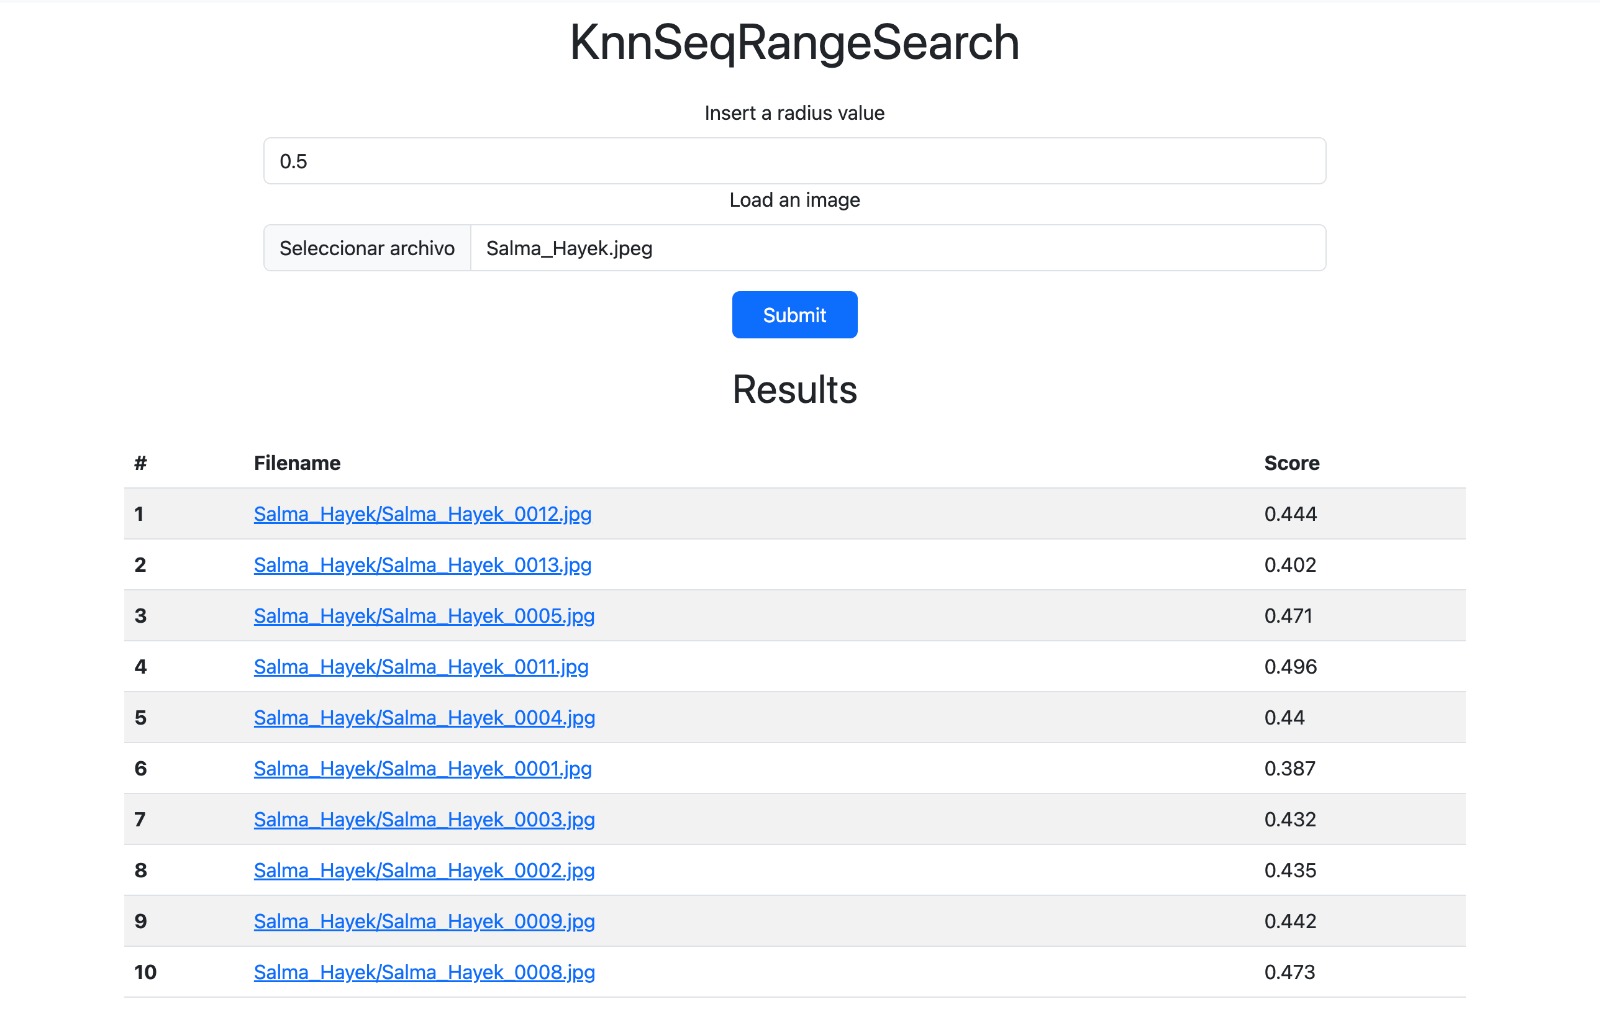 KnnSeqRangeSearch
Insert a radius value
0.5
Load an image
Seleccionar archivo Salma_Hayek.jpeg
Submit
Results
# Filename Score
1 Salma_Hayek/Salma_Hayek_0012.jpg 0.444
2 Salma_Hayek/Salma_Hayek_0013.jpg 0.402
3 Salma_Hayek/Salma_Hayek_0005.jpg 0.471
4 Salma_Hayek/Salma_Hayek_0011.jpg 0.496
5 Salma_Hayek/Salma_Hayek_0004.jpg 0.44
6 Salma_Hayek/Salma_Hayek_0001.jpg 0.387
7 Salma_Hayek/Salma_Hayek_0003.jpg 0.432
8 Salma_Hayek/Salma_Hayek_0002.jpg 0.435
9 Salma_Hayek/Salma_Hayek_0009.jpg 0.442
10 Salma_Hayek/Salma_Hayek_0008.jpg 0.473